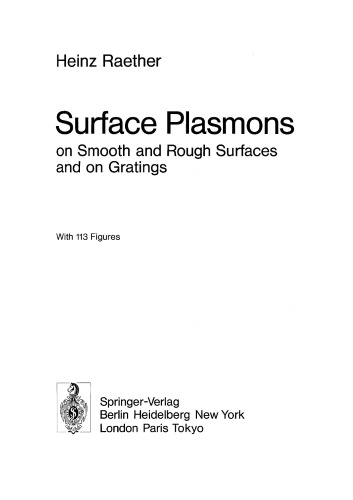 Heinz Raether
Surface Plasmons
on Smooth and Rough Surfaces
and on Gratings
With 113 Figures
Springer-Verlag
Berlin Heidelberg New York
London Paris Tokyo